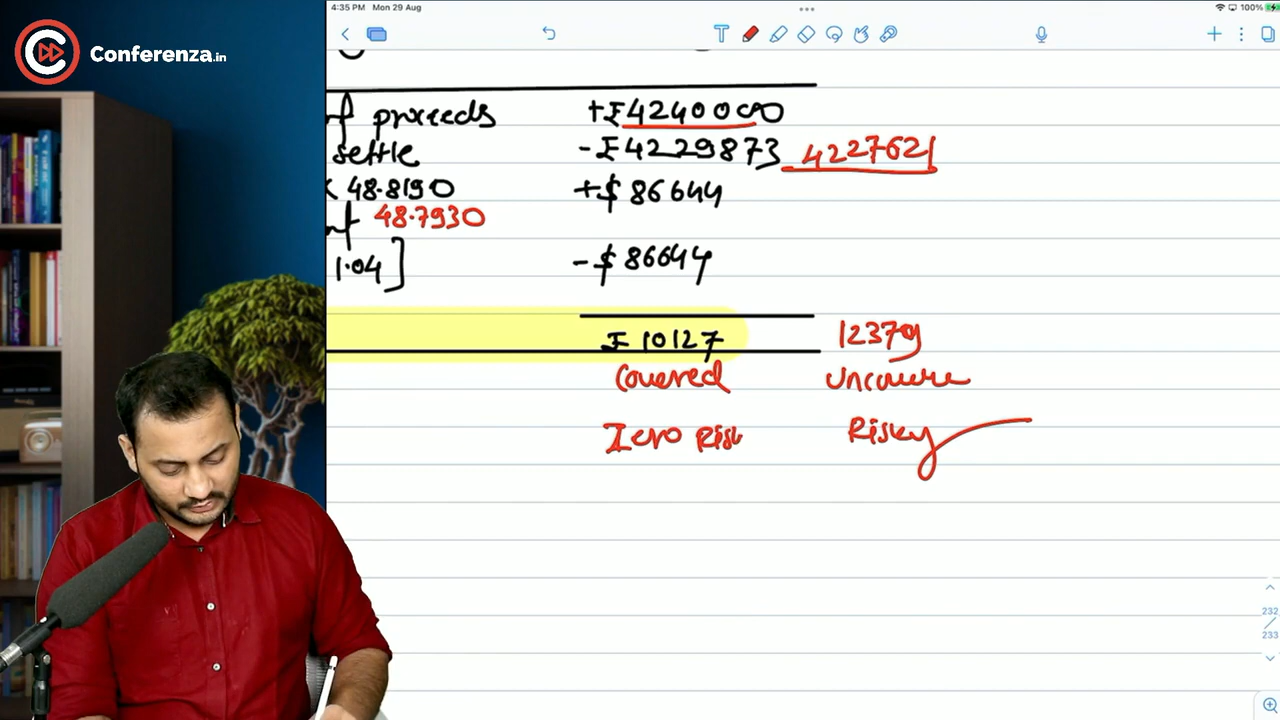 4:35 PM Mon 29 Aug
100%
Conferenza.in
of proceeds +₹4240000
settle -₹4229873 4227621
x 48.8190 +$ 86644
48.7930
1.04] -$ 86644
₹ 10127 12379
Covered uncovere
Zero Risk Risky
232
233